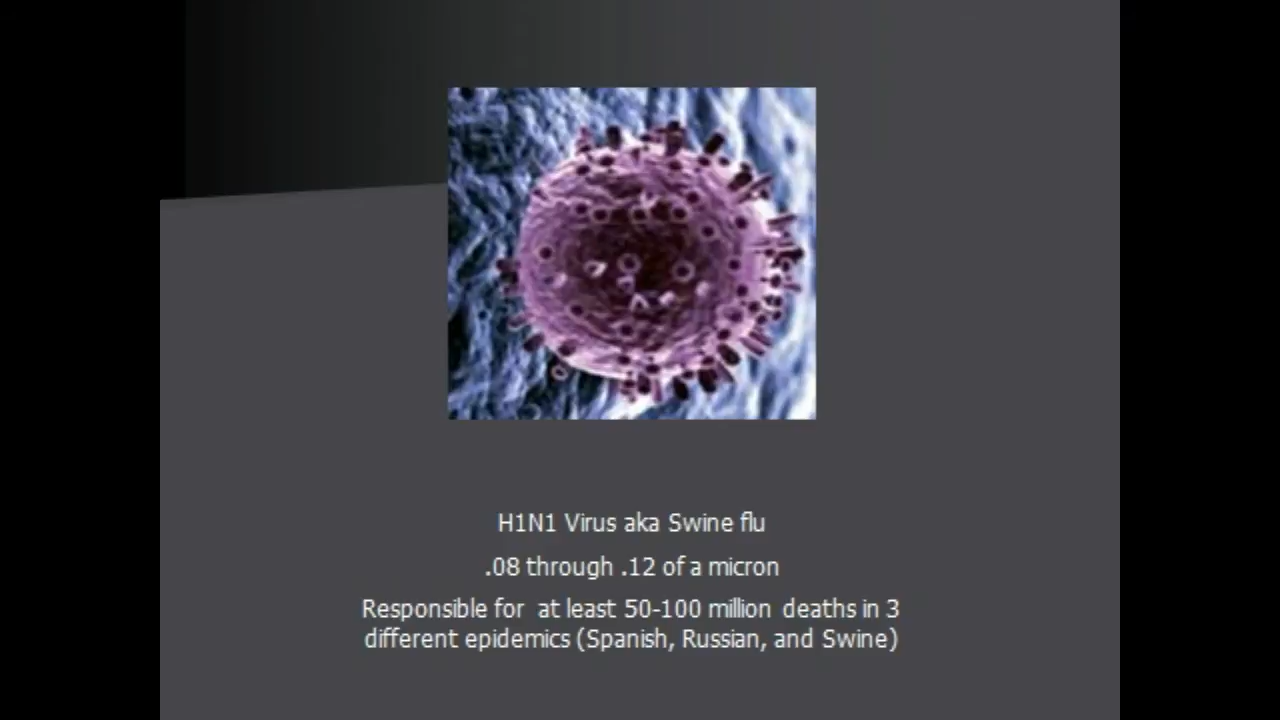 H1N1 Virus aka Swine flu
.08 through .12 of a micron
Responsible for at least 50-100 million deaths in 3
different epidemics (Spanish, Russian, and Swine)